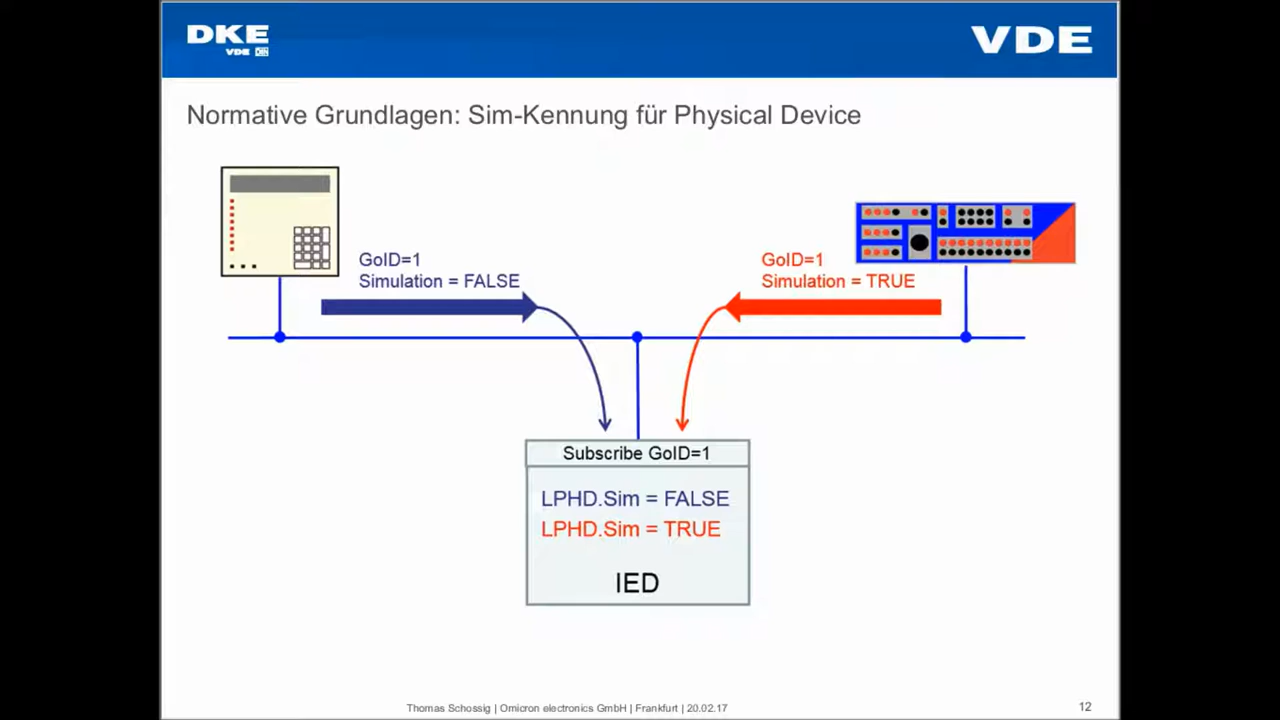 DKE
VDE DIN
VDE
Normative Grundlagen: Sim-Kennung für Physical Device
GoID=1
Simulation = FALSE
GoID=1
Simulation = TRUE
Subscribe GoID=1
LPHD.Sim = FALSE
LPHD.Sim = TRUE
IED
Thomas Schossig | Omicron electronics GmbH | Frankfurt | 20.02.17
12